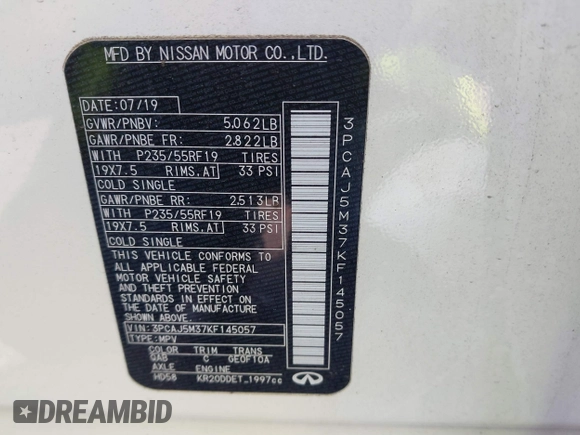 MFD BY NISSAN MOTOR CO.,LTD.
DATE: 07/19
GVWR/PNBV: 5,062LB
GAWR/PNBE FR: 2,822LB
WITH P235/55RF19 TIRES
19X7.5 RIMS.AT 33 PSI
COLD SINGLE
GAWR/PNBE RR: 2,513LB
WITH P235/55RF19 TIRES
19X7.5 RIMS.AT 33 PSI
COLD SINGLE
THIS VEHICLE CONFORMS TO
ALL APPLICABLE FEDERAL
MOTOR VEHICLE SAFETY
AND THEFT PREVENTION
STANDARDS IN EFFECT ON
THE DATE OF MANUFACTURE
SHOWN ABOVE.
VIN: 3PCAJ5M37KF145057
TYPE: MPV
COLOR TRIM TRANS
QAB C GE0F10A
AXLE ENGINE
HD58 KR20DDET_1997cc
3PCAJ5M37KF145057
INFINITI
DREAMBID